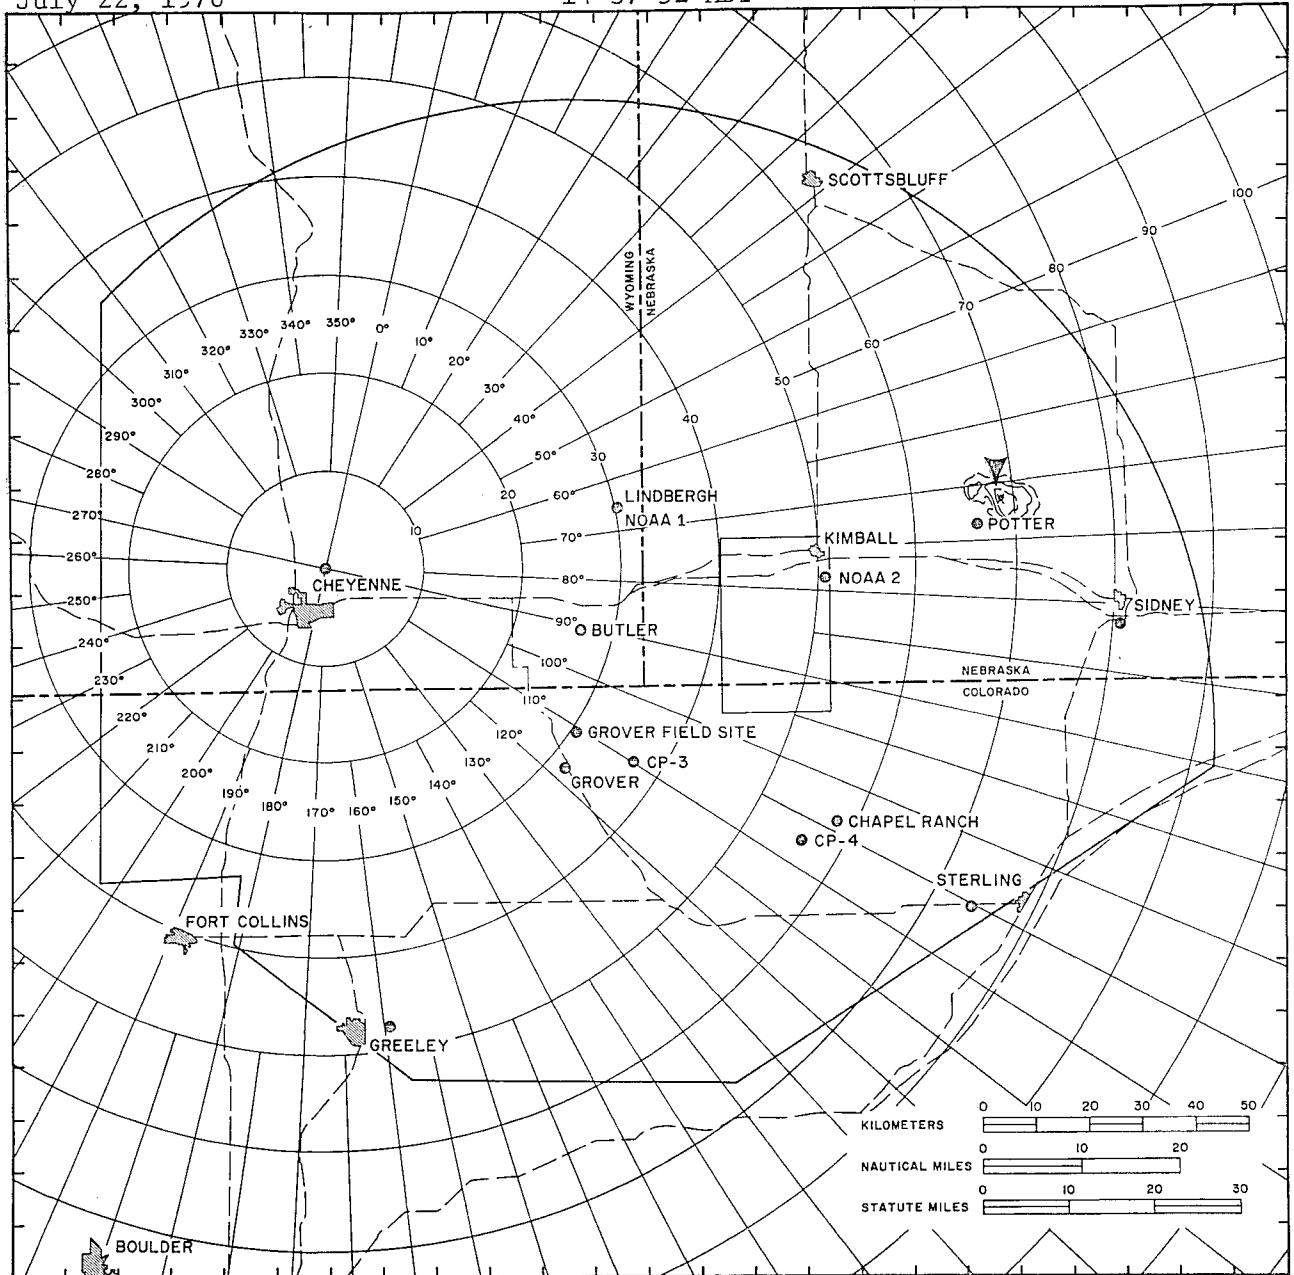 July 22, 1976
SCOTTSBLUFF
100
90
80
70
60
50
40
30
20
10
WYOMING
NEBRASKA
330° 340° 350° 0° 10°
320° 20°
310° 30°
300° 40°
290° 50°
280° 60°
270° 70°
260° 80°
250° 90°
240° 100°
230° 110°
220° 120°
210° 130°
200° 140°
190° 180° 170° 160° 150°
LINDBERGH
NOAA 1
POTTER
KIMBALL
NOAA 2
CHEYENNE
SIDNEY
BUTLER
NEBRASKA
COLORADO
GROVER FIELD SITE
CP-3
GROVER
CHAPEL RANCH
CP-4
STERLING
FORT COLLINS
GREELEY
BOULDER
0 10 20 30 40 50
KILOMETERS
0 10 20
NAUTICAL MILES
0 10 20 30
STATUTE MILES